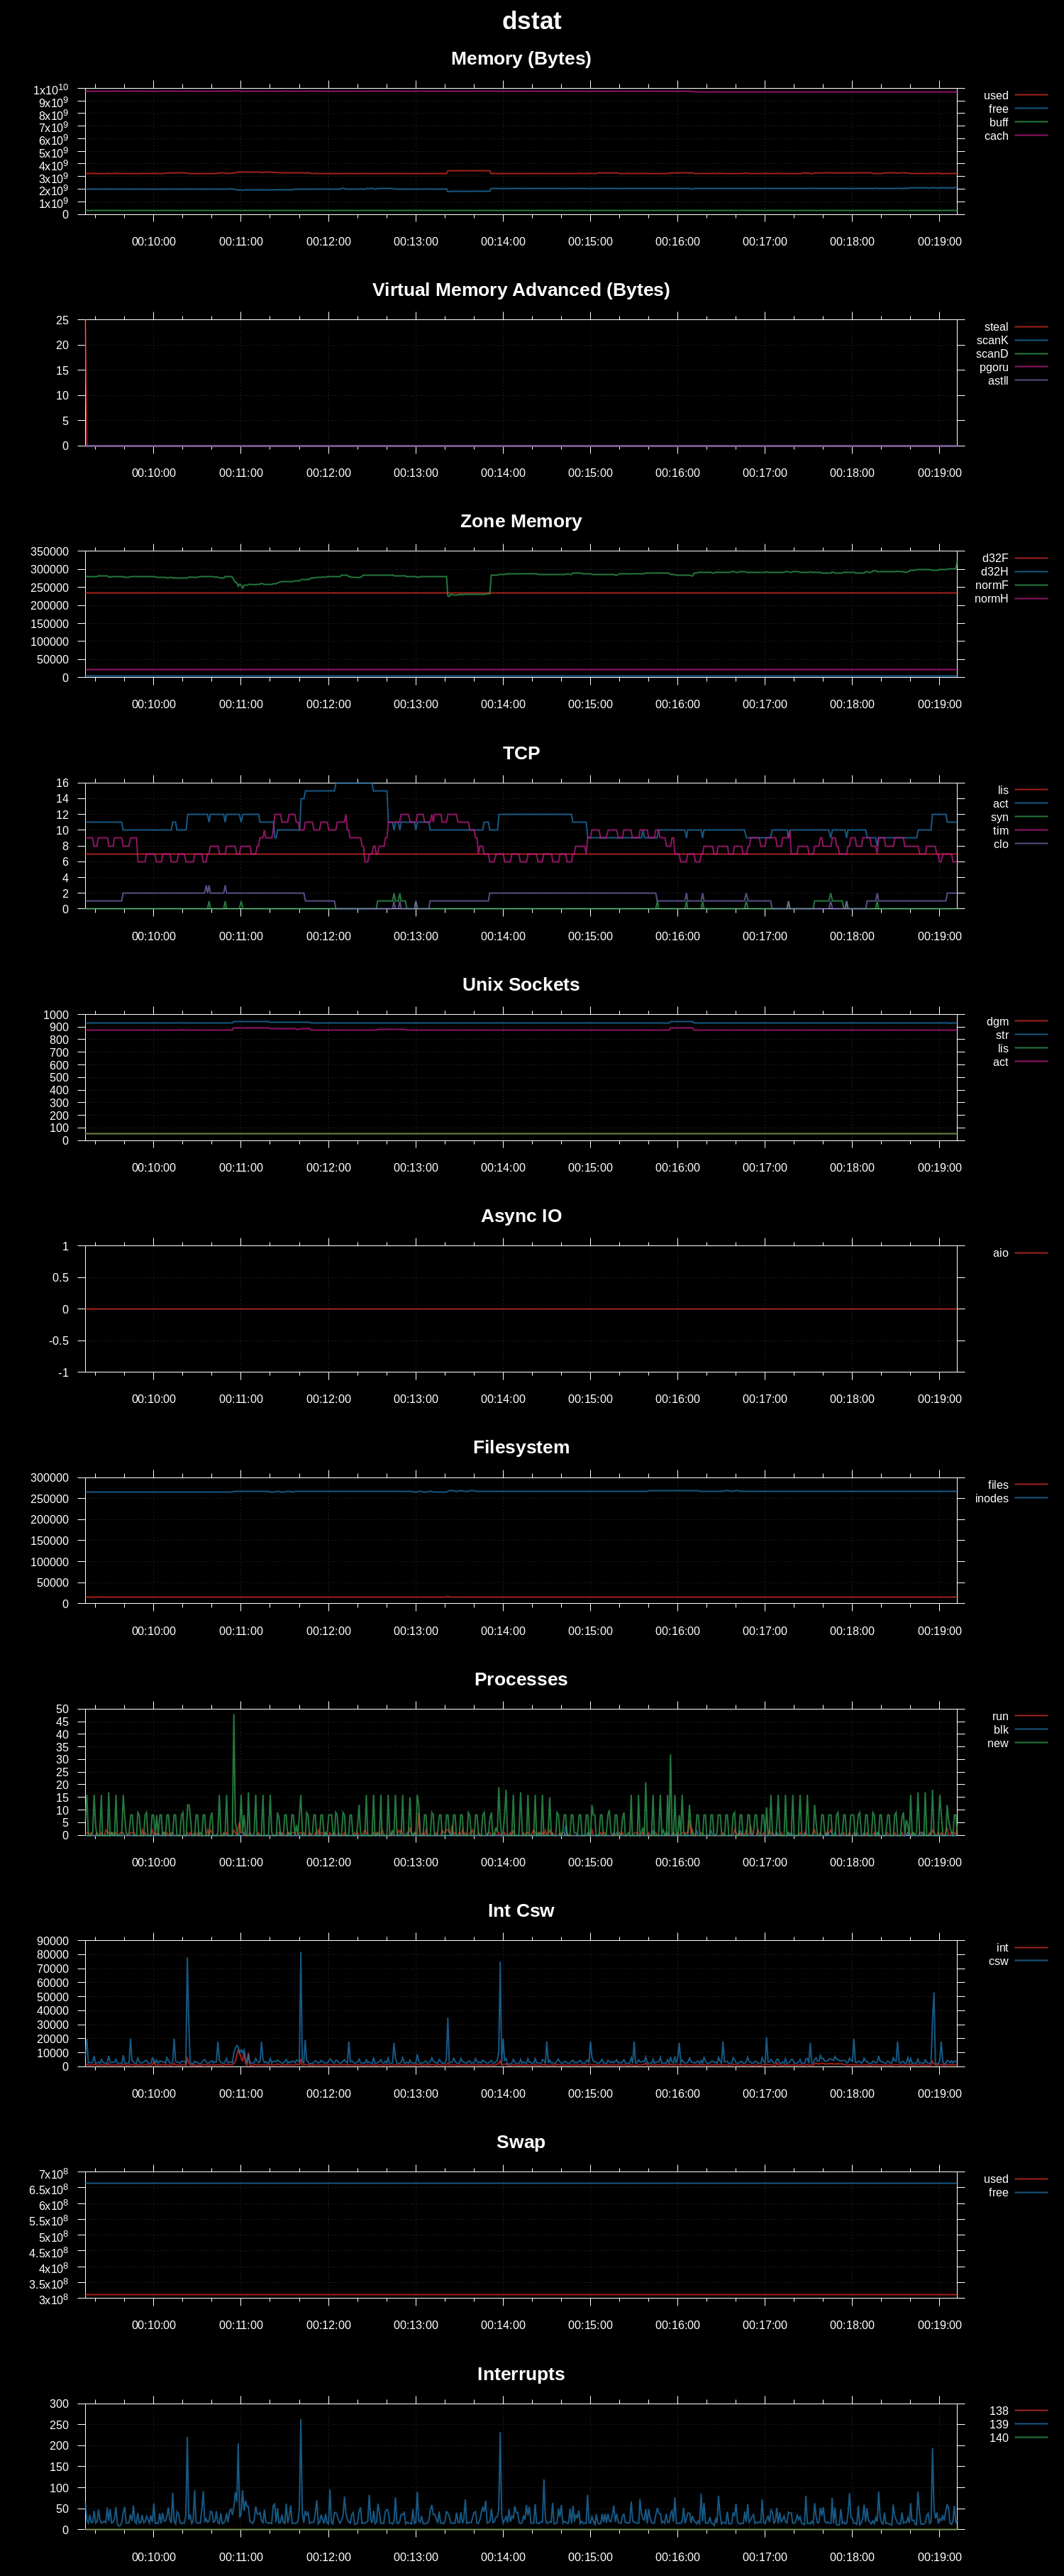 dstat
Memory (Bytes)
1x10^10
9x10^9
8x10^9
7x10^9
6x10^9
5x10^9
4x10^9
3x10^9
2x10^9
1x10^9
0
00:10:00 00:11:00 00:12:00 00:13:00 00:14:00 00:15:00 00:16:00 00:17:00 00:18:00 00:19:00
used
free
buff
cach
Virtual Memory Advanced (Bytes)
25
20
15
10
5
0
00:10:00 00:11:00 00:12:00 00:13:00 00:14:00 00:15:00 00:16:00 00:17:00 00:18:00 00:19:00
steal
scanK
scanD
pgoru
astll
Zone Memory
350000
300000
250000
200000
150000
100000
50000
0
00:10:00 00:11:00 00:12:00 00:13:00 00:14:00 00:15:00 00:16:00 00:17:00 00:18:00 00:19:00
d32F
d32H
normF
normH
TCP
16
14
12
10
8
6
4
2
0
00:10:00 00:11:00 00:12:00 00:13:00 00:14:00 00:15:00 00:16:00 00:17:00 00:18:00 00:19:00
lis
act
syn
tim
clo
Unix Sockets
1000
900
800
700
600
500
400
300
200
100
0
00:10:00 00:11:00 00:12:00 00:13:00 00:14:00 00:15:00 00:16:00 00:17:00 00:18:00 00:19:00
dgm
str
lis
act
Async IO
1
0.5
0
-0.5
-1
00:10:00 00:11:00 00:12:00 00:13:00 00:14:00 00:15:00 00:16:00 00:17:00 00:18:00 00:19:00
aio
Filesystem
300000
250000
200000
150000
100000
50000
0
00:10:00 00:11:00 00:12:00 00:13:00 00:14:00 00:15:00 00:16:00 00:17:00 00:18:00 00:19:00
files
inodes
Processes
50
45
40
35
30
25
20
15
10
5
0
00:10:00 00:11:00 00:12:00 00:13:00 00:14:00 00:15:00 00:16:00 00:17:00 00:18:00 00:19:00
run
blk
new
Int Csw
90000
80000
70000
60000
50000
40000
30000
20000
10000
0
00:10:00 00:11:00 00:12:00 00:13:00 00:14:00 00:15:00 00:16:00 00:17:00 00:18:00 00:19:00
int
csw
Swap
7x10^8
6.5x10^8
6x10^8
5.5x10^8
5x10^8
4.5x10^8
4x10^8
3.5x10^8
3x10^8
00:10:00 00:11:00 00:12:00 00:13:00 00:14:00 00:15:00 00:16:00 00:17:00 00:18:00 00:19:00
used
free
Interrupts
300
250
200
150
100
50
0
00:10:00 00:11:00 00:12:00 00:13:00 00:14:00 00:15:00 00:16:00 00:17:00 00:18:00 00:19:00
138
139
140